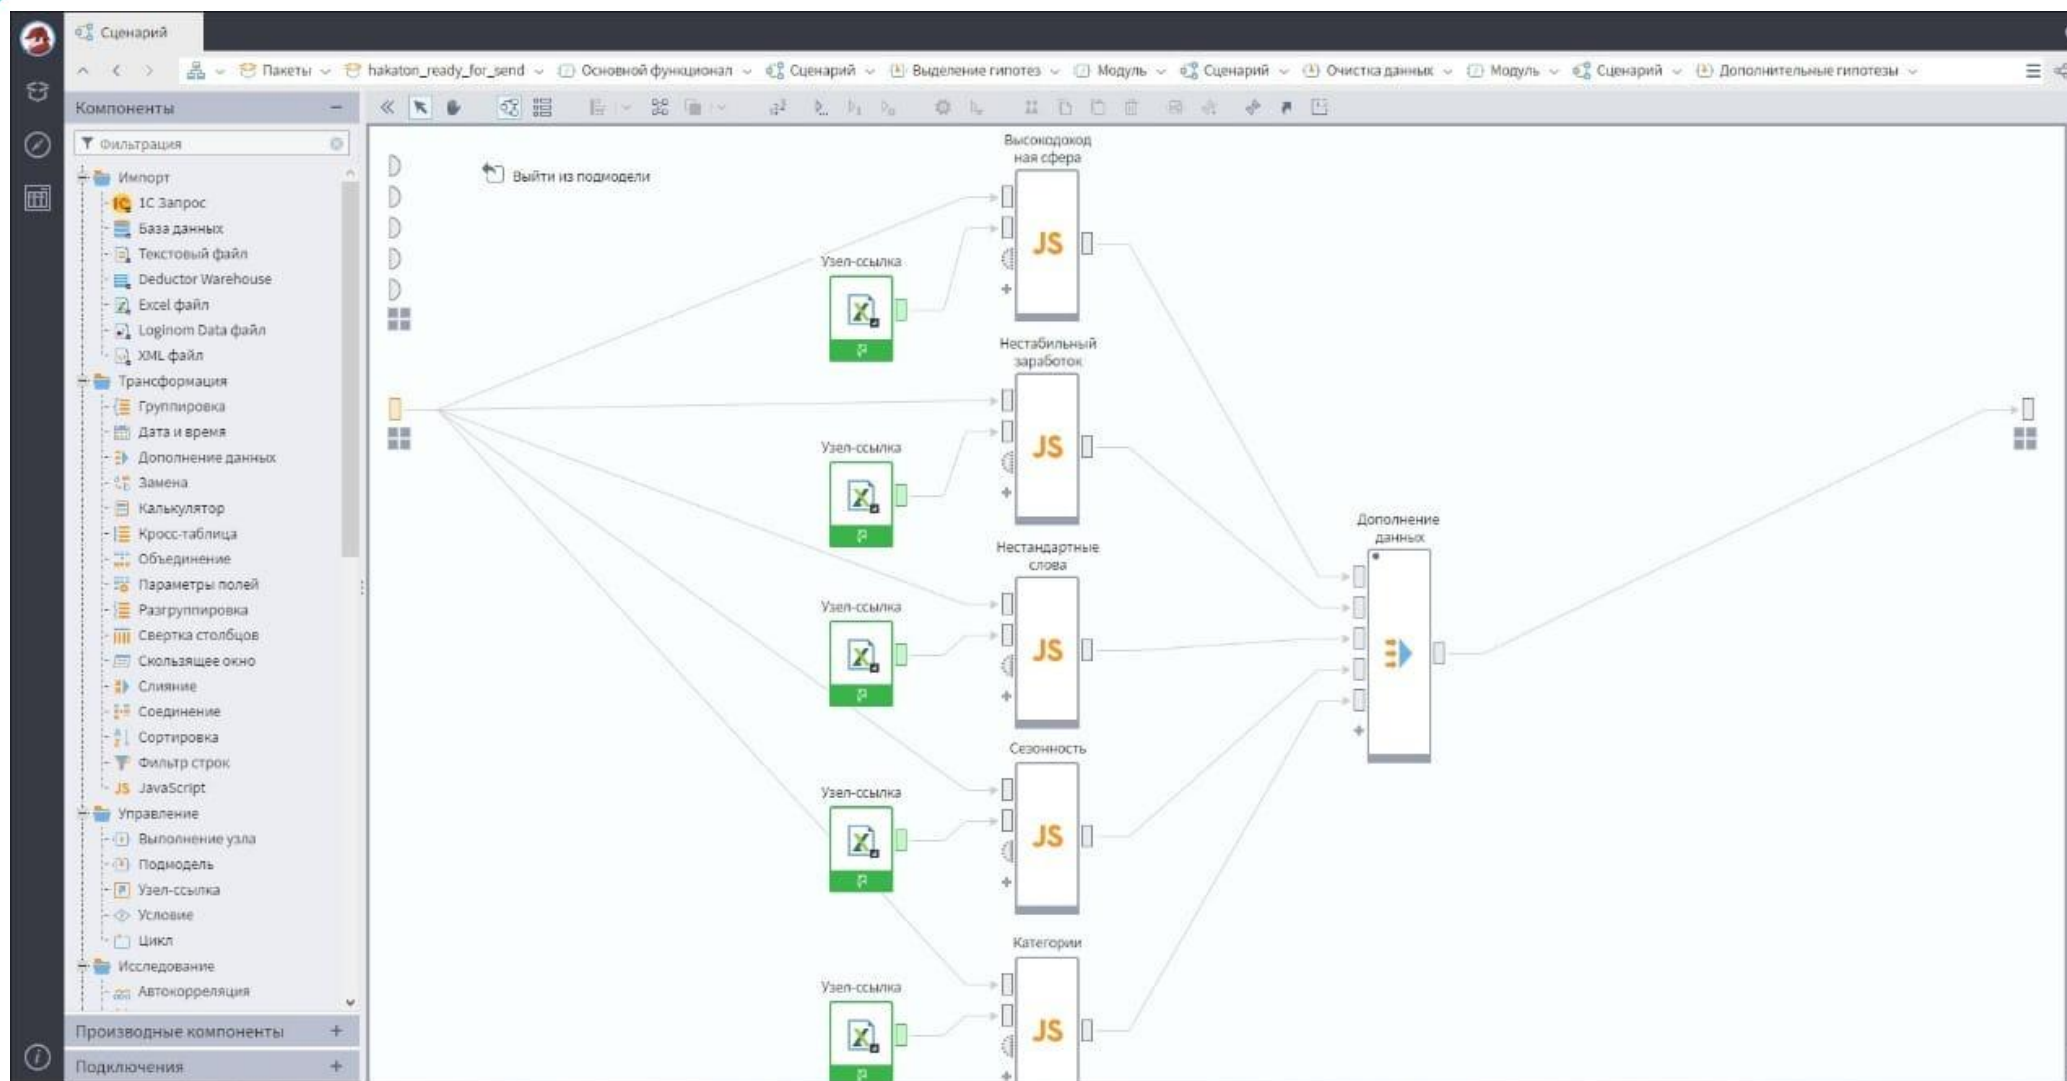 Сценарий
Пакеты
hakaton_ready_for_send
Основной функционал
Сценарий
Выделение гипотез
Модуль
Сценарий
Очистка данных
Модуль
Сценарий
Дополнительные гипотезы
Компоненты
Фильтрация
Импорт
1С Запрос
База данных
Текстовый файл
Deductor Warehouse
Excel файл
Loginom Data файл
XML файл
Трансформация
Группировка
Дата и время
Дополнение данных
Замена
Калькулятор
Кросс-таблица
Объединение
Параметры полей
Разгруппировка
Свертка столбцов
Скользящее окно
Слияние
Соединение
Сортировка
Фильтр строк
JS JavaScript
Управление
Выполнение узла
Подмодель
Узел-ссылка
Условие
Цикл
Исследование
Автокорреляция
Производные компоненты
Подключения
Выйти из подмодели
Высокодоход
ная сфера
JS
Узел-ссылка
Нестабильный
заработок
JS
Узел-ссылка
Нестандартные
слова
JS
Узел-ссылка
Сезонность
JS
Узел-ссылка
Категории
JS
Узел-ссылка
Дополнение
данных